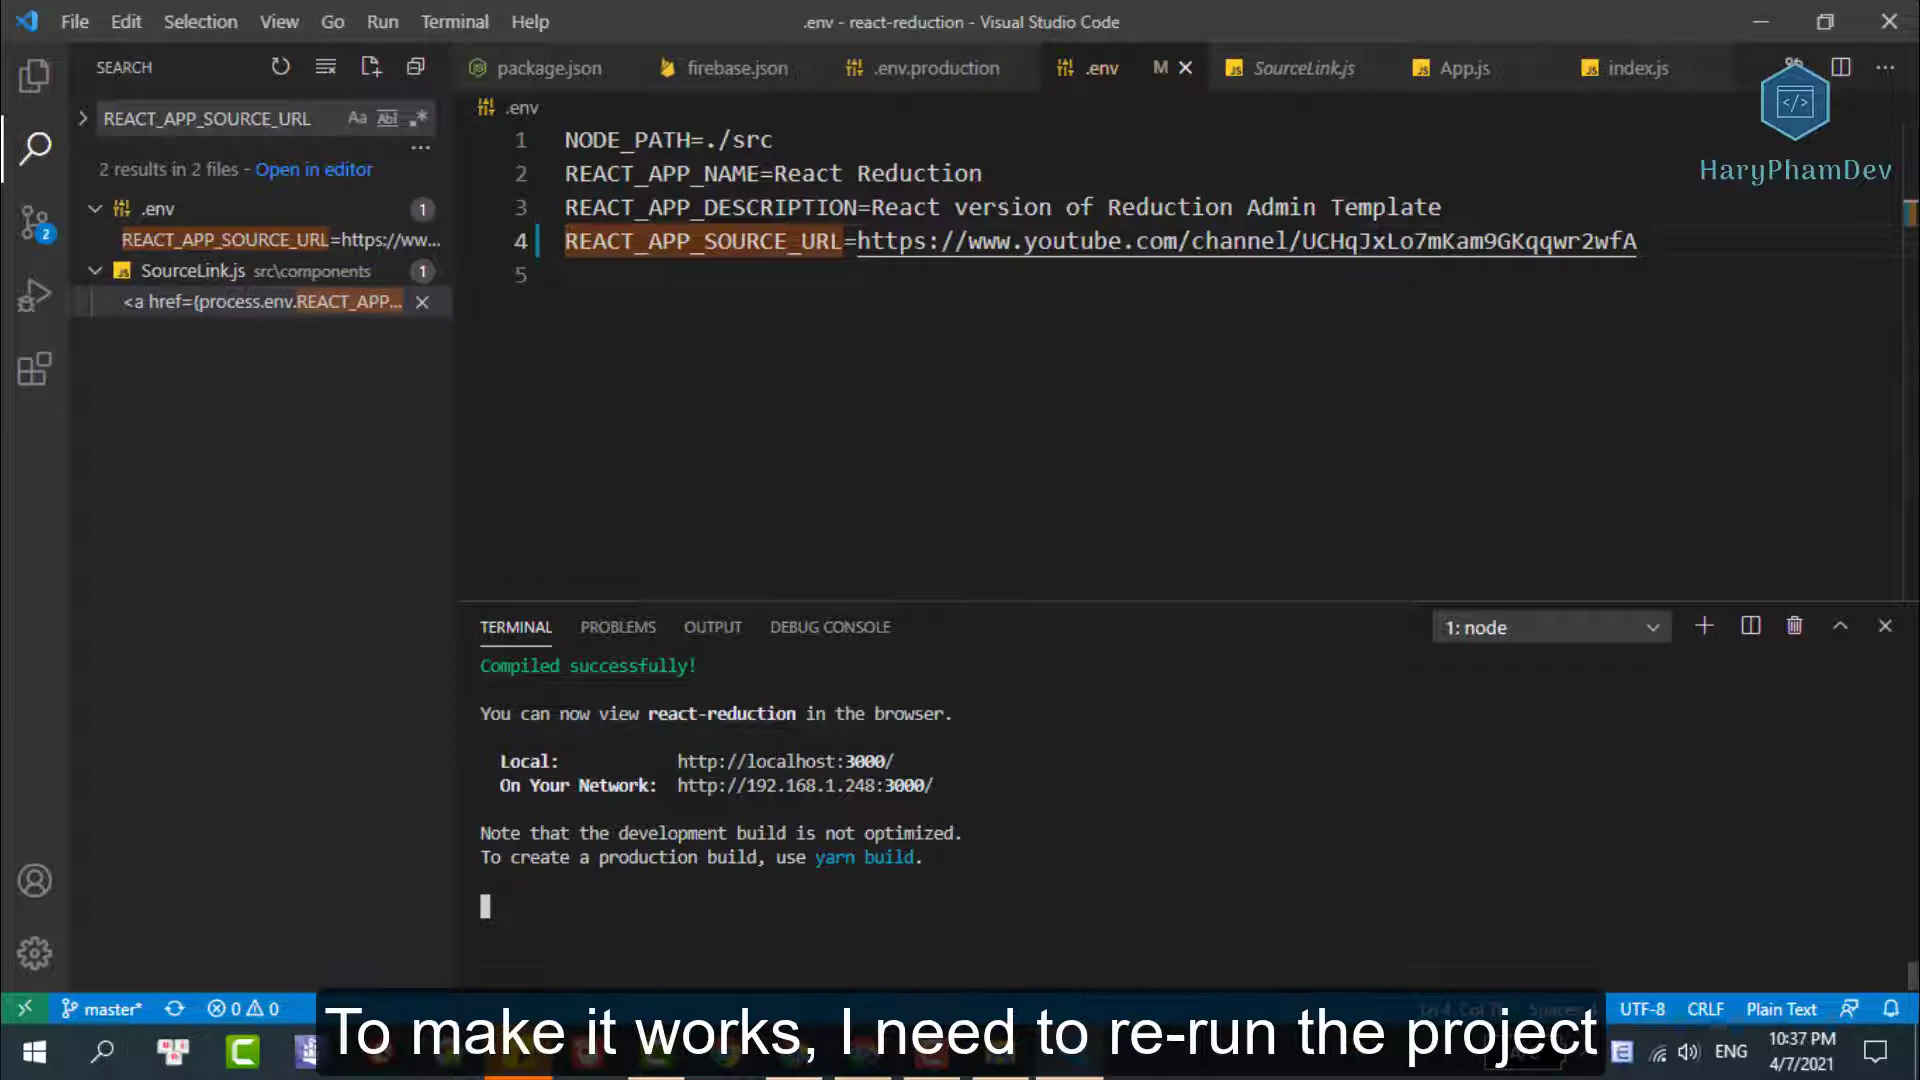 File Edit Selection View Go Run Terminal Help
.env - react-reduction - Visual Studio Code
SEARCH
package.json
firebase.json
.env.production
.env M
SourceLink.js
App.js
index.js
REACT_APP_SOURCE_URL
Aa Abl .*
2 results in 2 files - Open in editor
.env 1
REACT_APP_SOURCE_URL=https://ww...
SourceLink.js src\components 1
<a href={process.env.REACT_APP...
2
.env
1 NODE_PATH=./src
2 REACT_APP_NAME=React Reduction
3 REACT_APP_DESCRIPTION=React version of Reduction Admin Template
4 REACT_APP_SOURCE_URL=https://www.youtube.com/channel/UCHqJxLo7mKam9GKqqwr2wfA
5
</>
HaryPhamDev
TERMINAL PROBLEMS OUTPUT DEBUG CONSOLE
1: node
Compiled successfully!
You can now view react-reduction in the browser.
Local: http://localhost:3000/
On Your Network: http://192.168.1.248:3000/
Note that the development build is not optimized.
To create a production build, use yarn build.
master* 0 0
UTF-8 CRLF Plain Text
To make it works, I need to re-run the project
ENG
10:37 PM
4/7/2021